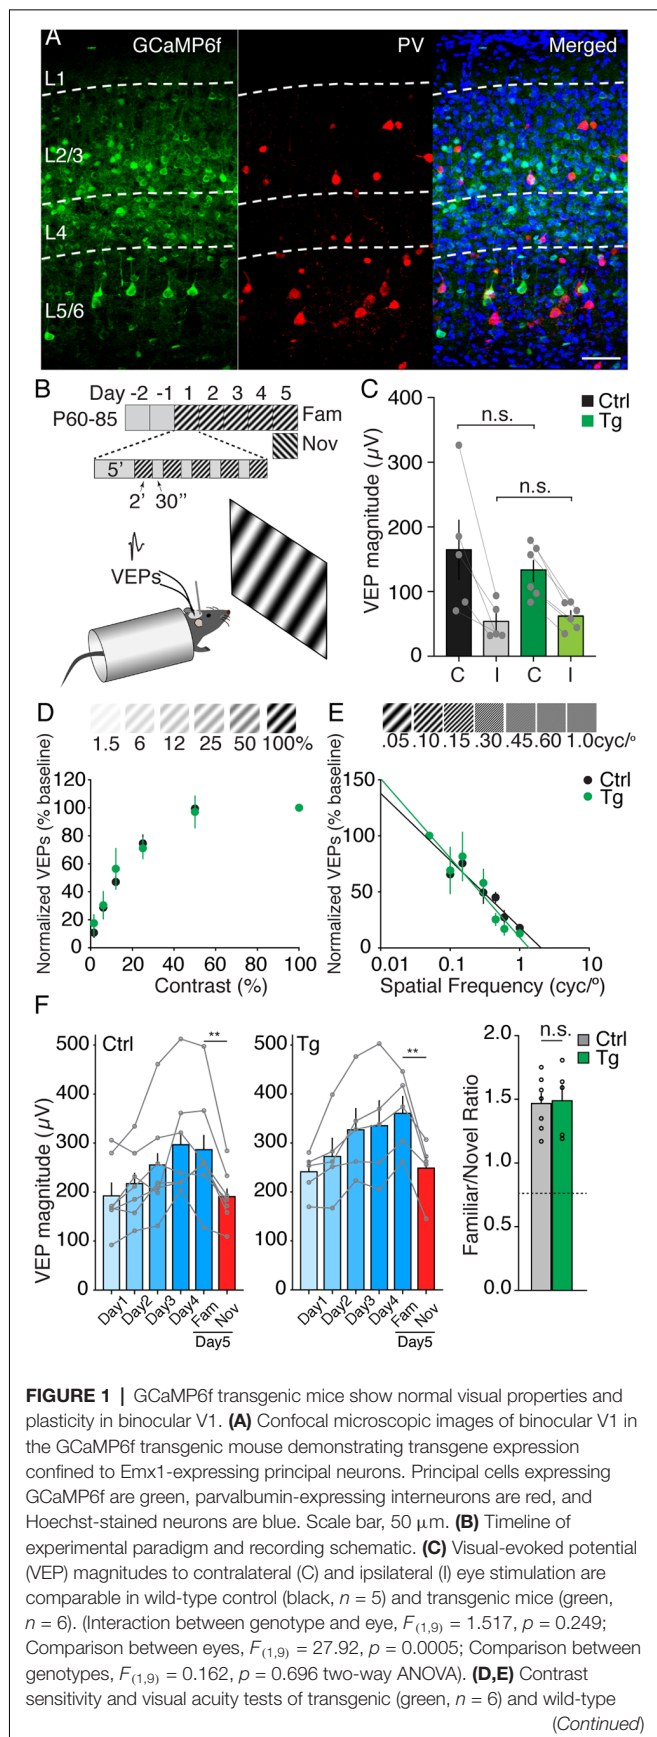 A
GCaMP6f
PV
Merged
L1
L2/3
L4
L5/6
B
Day -2 -1 1 2 3 4 5
P60-85
Fam
Nov
5’
2’ 30’’
VEPs
C
Ctrl
Tg
VEP magnitude (µV)
400
300
200
100
0
n.s.
n.s.
C I C I
D
1.5 6 12 25 50 100%
Normalized VEPs (% baseline)
120
100
80
60
40
20
0
0 20 40 60 80 100
Contrast (%)
E
.05 .10 .15 .30 .45 .60 1.0cyc/º
Ctrl
Tg
Normalized VEPs (% baseline)
150
100
50
0
0.01 0.1 1 10
Spatial Frequency (cyc/º)
F
Ctrl
VEP magnitude (µV)
500
400
300
200
100
0
**
Day1 Day2 Day3 Day4 Fam Nov
Day5
Tg
500
400
300
200
100
0
**
Day1 Day2 Day3 Day4 Fam Nov
Day5
Familiar/Novel Ratio
2.0
1.5
1.0
0.5
0.0
n.s.
Ctrl
Tg
FIGURE 1 | GCaMP6f transgenic mice show normal visual properties and
plasticity in binocular V1. (A) Confocal microscopic images of binocular V1 in
the GCaMP6f transgenic mouse demonstrating transgene expression
confined to Emx1-expressing principal neurons. Principal cells expressing
GCaMP6f are green, parvalbumin-expressing interneurons are red, and
Hoechst-stained neurons are blue. Scale bar, 50 µm. (B) Timeline of
experimental paradigm and recording schematic. (C) Visual-evoked potential
(VEP) magnitudes to contralateral (C) and ipsilateral (I) eye stimulation are
comparable in wild-type control (black, n = 5) and transgenic mice (green,
n = 6). (Interaction between genotype and eye, F(1,9) = 1.517, p = 0.249;
Comparison between eyes, F(1,9) = 27.92, p = 0.0005; Comparison between
genotypes, F(1,9) = 0.162, p = 0.696 two-way ANOVA). (D,E) Contrast
sensitivity and visual acuity tests of transgenic (green, n = 6) and wild-type
(Continued)